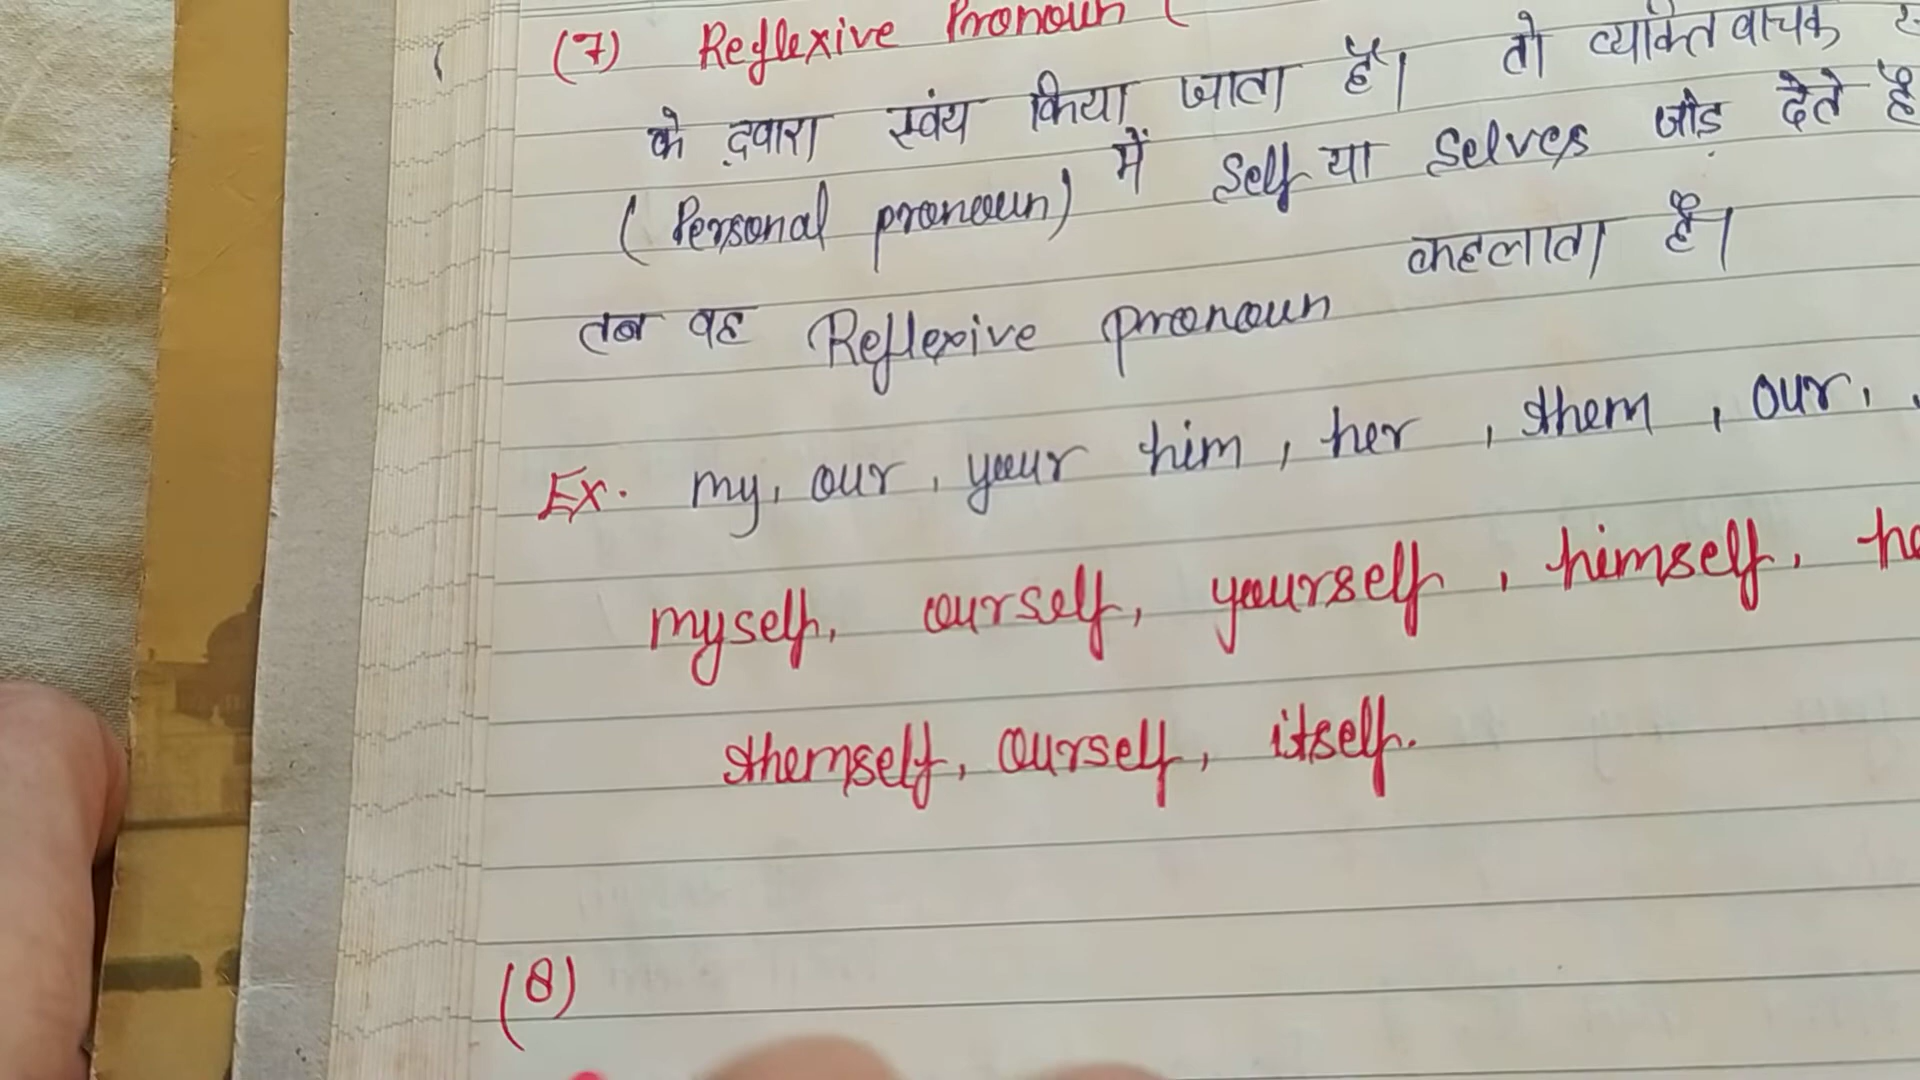 (7) Reflexive Pronoun (
के द्वारा स्वंय किया जाता है। तो व्यक्तिवाचक
(Personal pronoun) में self या selves जोड़ देते है
तब वह Reflexive pronoun कहलाता है।
Ex. my, our, your him, her, them, our,
myself, ourself, yourself, himself, he
themself, ourself, itself.
(8)